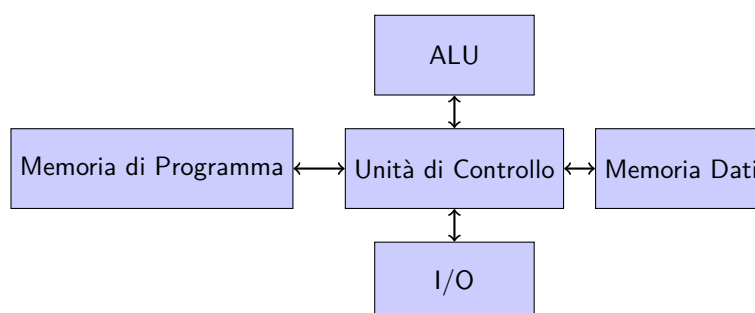 ALU
Memoria di Programma
Unità di Controllo
Memoria Dati
I/O